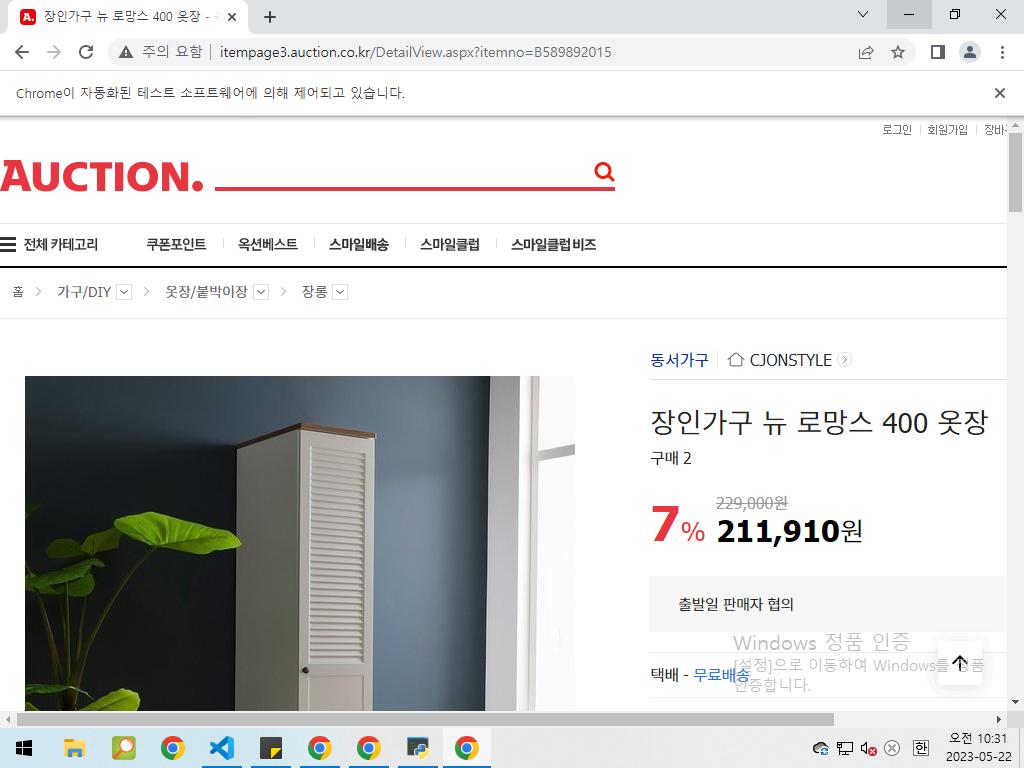 장인가구 뉴 로망스 400 옷장 -
주의 요함
itempage3.auction.co.kr/DetailView.aspx?itemno=B589892015
Chrome이 자동화된 테스트 소프트웨어에 의해 제어되고 있습니다.
로그인 회원가입 장바
AUCTION.
전체 카테고리 쿠폰포인트 옥션베스트 스마일배송 스마일클럽 스마일클럽 비즈
홈 가구/DIY 옷장/붙박이장 장롱
동서가구 CJONSTYLE
장인가구 뉴 로망스 400 옷장
구매 2
7% 229,000원
211,910원
출발일 판매자 협의
Windows 정품 인증
[설정]으로 이동하여 Windows를 정품
인증합니다.
택배 - 무료배송
한
오전 10:31
2023-05-22